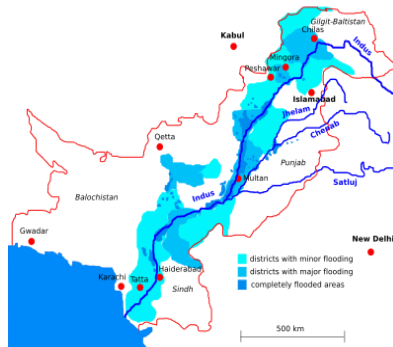 Gilgit-Baltistan
Chilas
Kabul
Indus
Mingora
Peshawar
Islamabad
Jhelam
Chenab
Qetta
Punjab
Multan
Satluj
Balochistan
Indus
Gwadar
New Delhi
districts with minor flooding
districts with major flooding
completely flooded areas
Haiderabad
Karachi
Tatta
Sindh
500 km